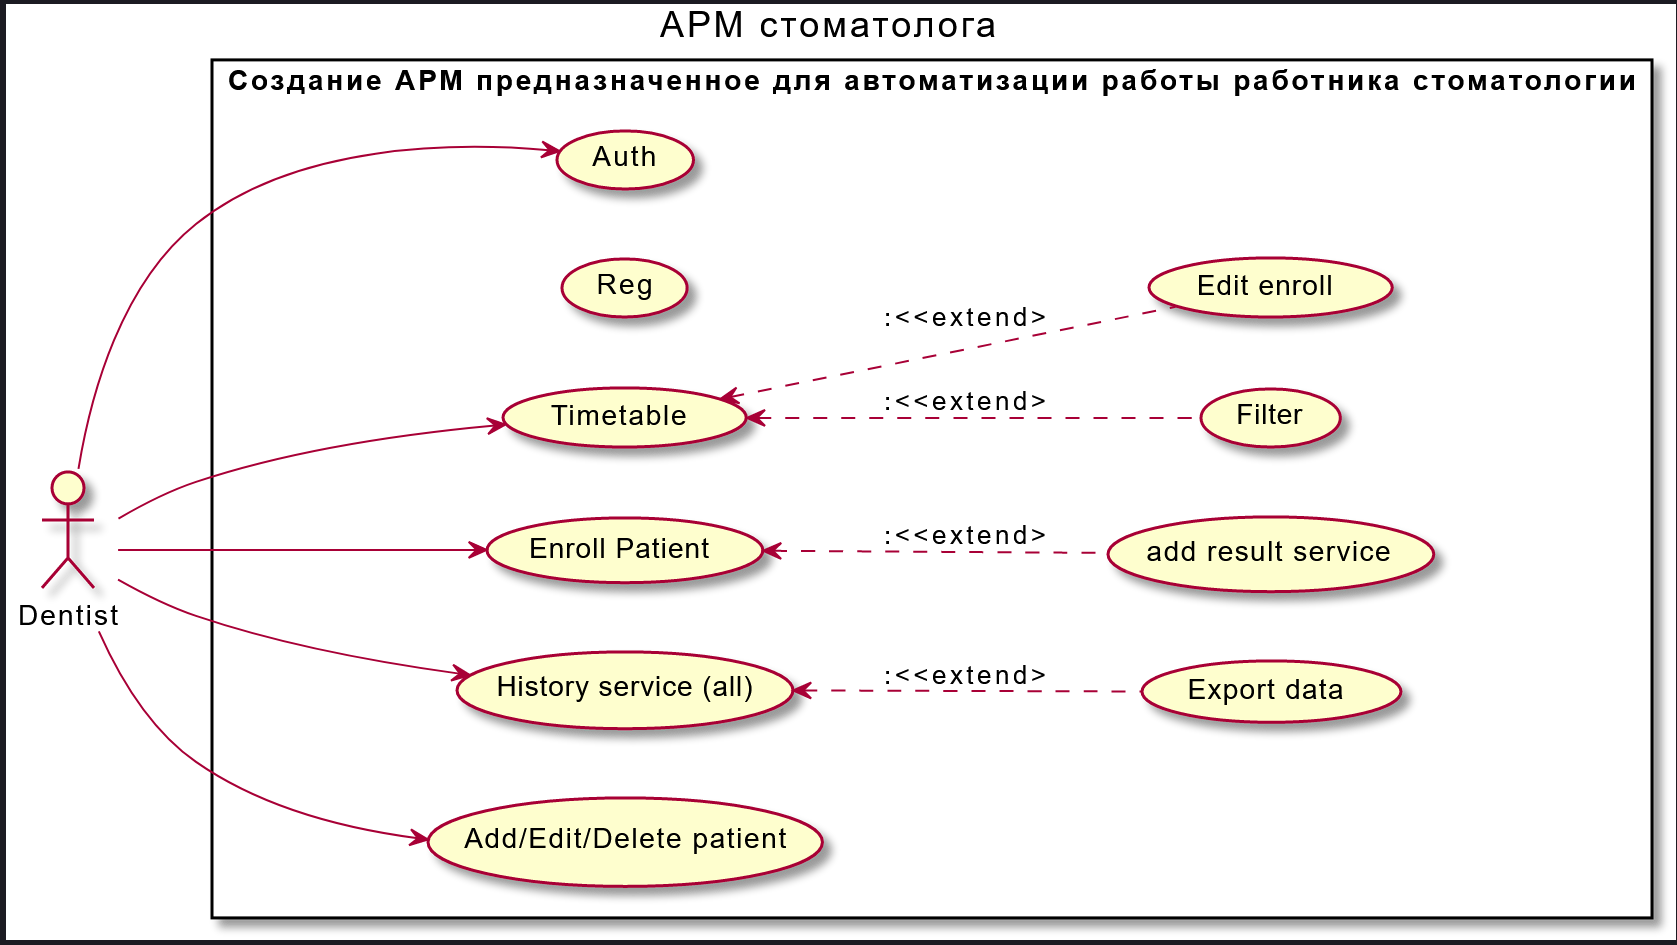 АРМ стоматолога
Создание АРМ предназначенное для автоматизации работы работника стоматологии
Auth
Reg
Edit enroll
:<<extend>
Timetable
:<<extend>
Filter
Enroll Patient
:<<extend>
add result service
Dentist
History service (all)
:<<extend>
Export data
Add/Edit/Delete patient